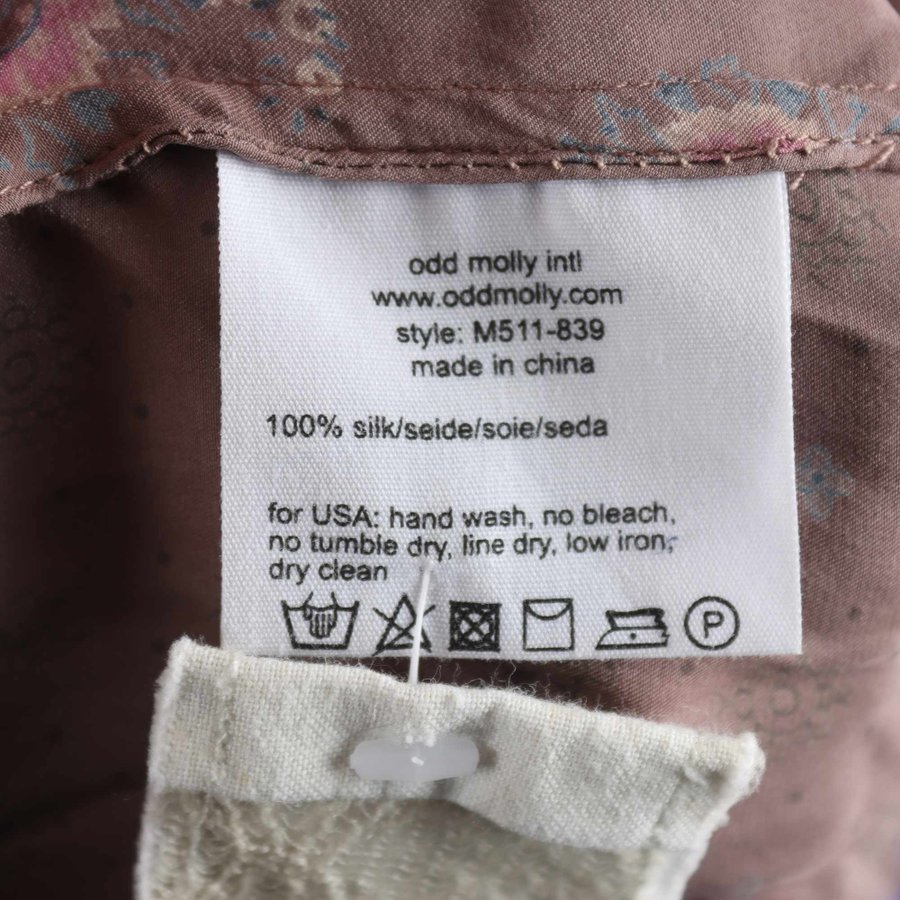 odd molly intl
www.oddmolly.com
style: M511-839
made in china
100% silk/seide/soie/seda
for USA: hand wash, no bleach,
no tumble dry, line dry, low iron,
dry clean
P